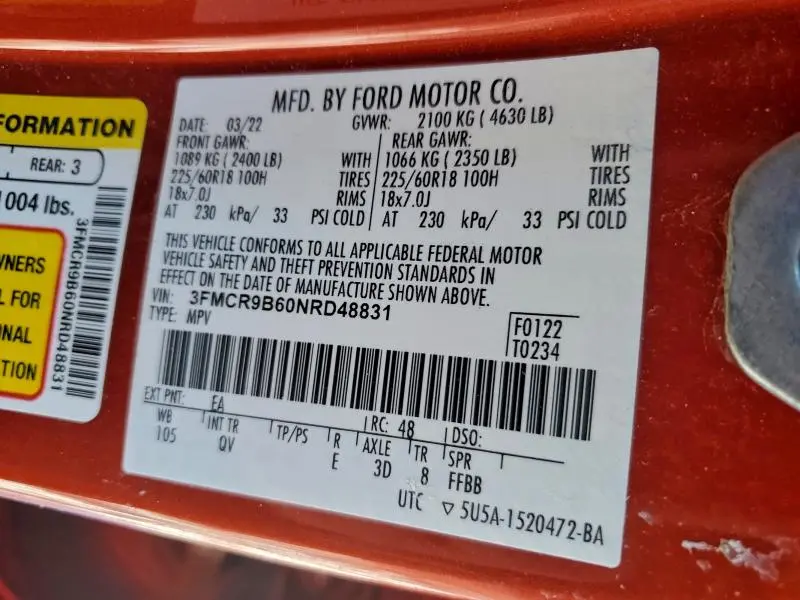 FORMATION
REAR: 3
1004 lbs.
3FMCR9B60NRD48831
WNERS
L FOR
NAL
TION
MFD. BY FORD MOTOR CO.
DATE: 03/22 GVWR: 2100 KG ( 4630 LB)
FRONT GAWR: REAR GAWR:
1089 KG ( 2400 LB) WITH 1066 KG ( 2350 LB) WITH
225/60R18 100H TIRES 225/60R18 100H TIRES
18x7.0J RIMS 18x7.0J RIMS
AT 230 kPa/ 33 PSI COLD AT 230 kPa/ 33 PSI COLD
THIS VEHICLE CONFORMS TO ALL APPLICABLE FEDERAL MOTOR
VEHICLE SAFETY AND THEFT PREVENTION STANDARDS IN
EFFECT ON THE DATE OF MANUFACTURE SHOWN ABOVE.
VIN: 3FMCR9B60NRD48831
TYPE: MPV
F0122
T0234
EXT PNT: EA RC: 48 DSO:
WB INT TR TP/PS R AXLE TR SPR
105 QV E 3D 8 FFBB
UTC ▽ 5U5A-1520472-BA